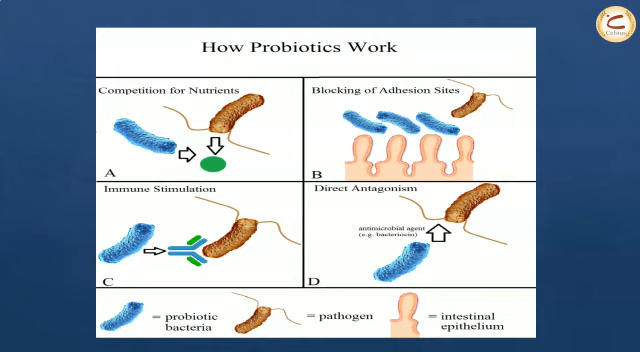 Celsius
How Probiotics Work
Competition for Nutrients
A
Blocking of Adhesion Sites
B
Immune Stimulation
C
Direct Antagonism
antimicrobial agent
(e.g. bacteriocin)
D
= probiotic
bacteria
= pathogen
= intestinal
epithelium